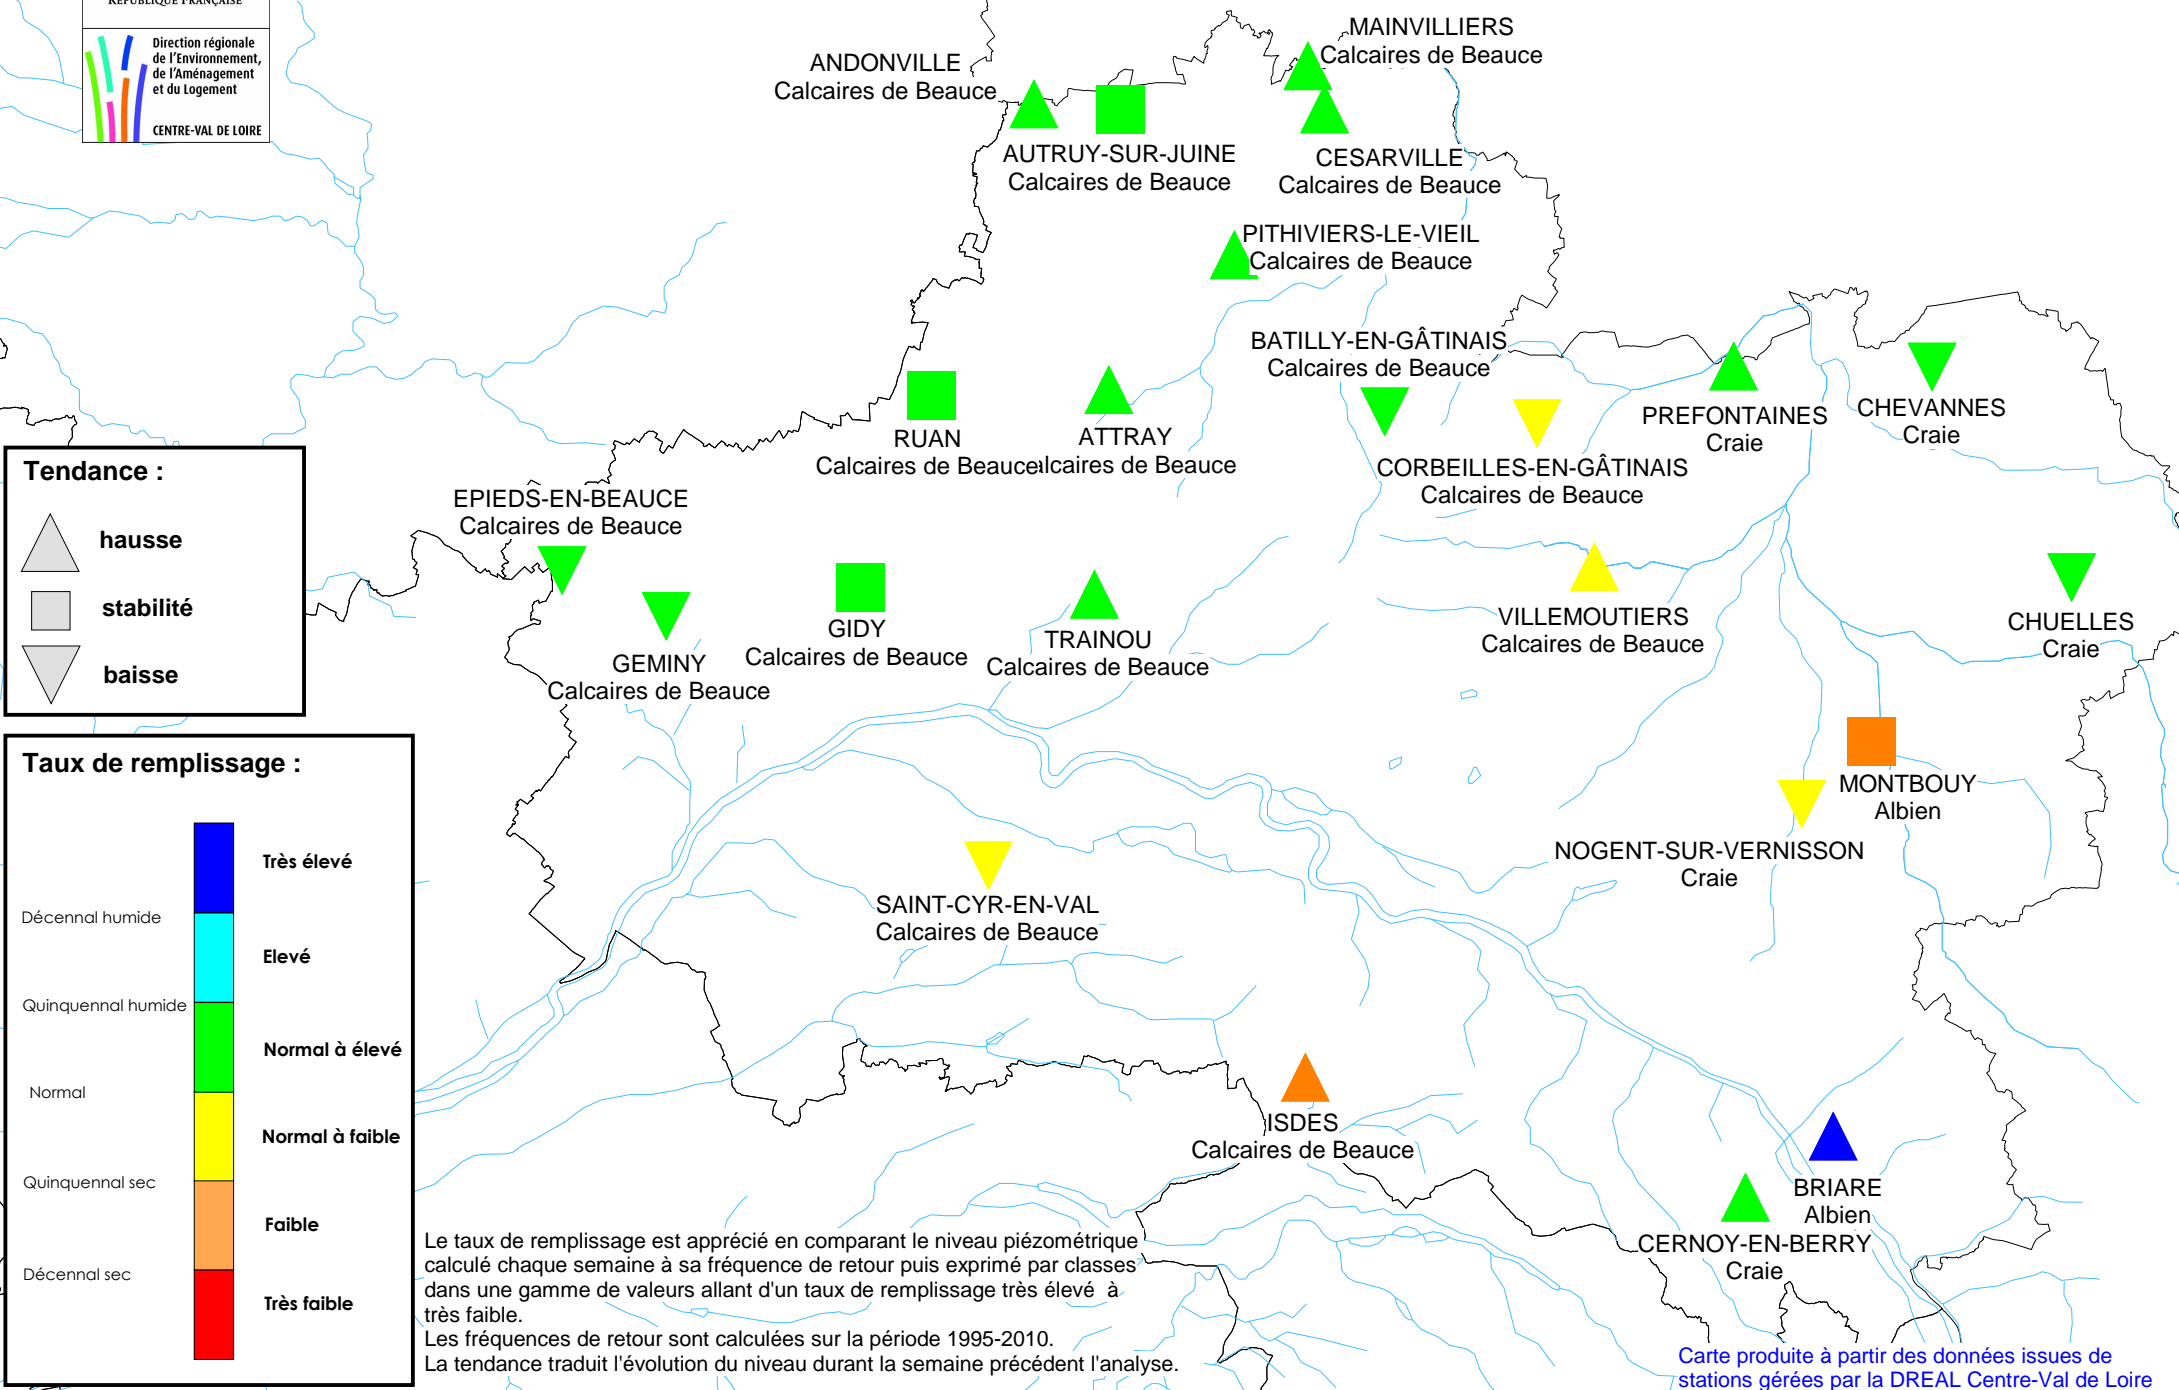 RÉPUBLIQUE FRANÇAISE
Direction régionale
de l'Environnement,
de l'Aménagement
et du Logement
CENTRE-VAL DE LOIRE
MAINVILLIERS
Calcaires de Beauce
ANDONVILLE
Calcaires de Beauce
AUTRUY-SUR-JUINE
Calcaires de Beauce
CESARVILLE
Calcaires de Beauce
PITHIVIERS-LE-VIEIL
Calcaires de Beauce
BATILLY-EN-GÂTINAIS
Calcaires de Beauce
PREFONTAINES
Craie
CHEVANNES
Craie
RUAN
Calcaires de Beauce
ATTRAY
alcaires de Beauce
CORBEILLES-EN-GÂTINAIS
Calcaires de Beauce
EPIEDS-EN-BEAUCE
Calcaires de Beauce
GEMINY
Calcaires de Beauce
GIDY
Calcaires de Beauce
TRAINOU
Calcaires de Beauce
VILLEMOUTIERS
Calcaires de Beauce
CHUELLES
Craie
MONTBOUY
Albien
NOGENT-SUR-VERNISSON
Craie
SAINT-CYR-EN-VAL
Calcaires de Beauce
ISDES
Calcaires de Beauce
BRIARE
Albien
CERNOY-EN-BERRY
Craie
Tendance :
hausse
stabilité
baisse
Taux de remplissage :
Très élevé
Décennal humide
Elevé
Quinquennal humide
Normal à élevé
Normal
Normal à faible
Quinquennal sec
Faible
Décennal sec
Très faible
Le taux de remplissage est apprécié en comparant le niveau piézométrique
calculé chaque semaine à sa fréquence de retour puis exprimé par classes
dans une gamme de valeurs allant d'un taux de remplissage très élevé à
très faible.
Les fréquences de retour sont calculées sur la période 1995-2010.
La tendance traduit l'évolution du niveau durant la semaine précédent l'analyse.
Carte produite à partir des données issues de
stations gérées par la DREAL Centre-Val de Loire